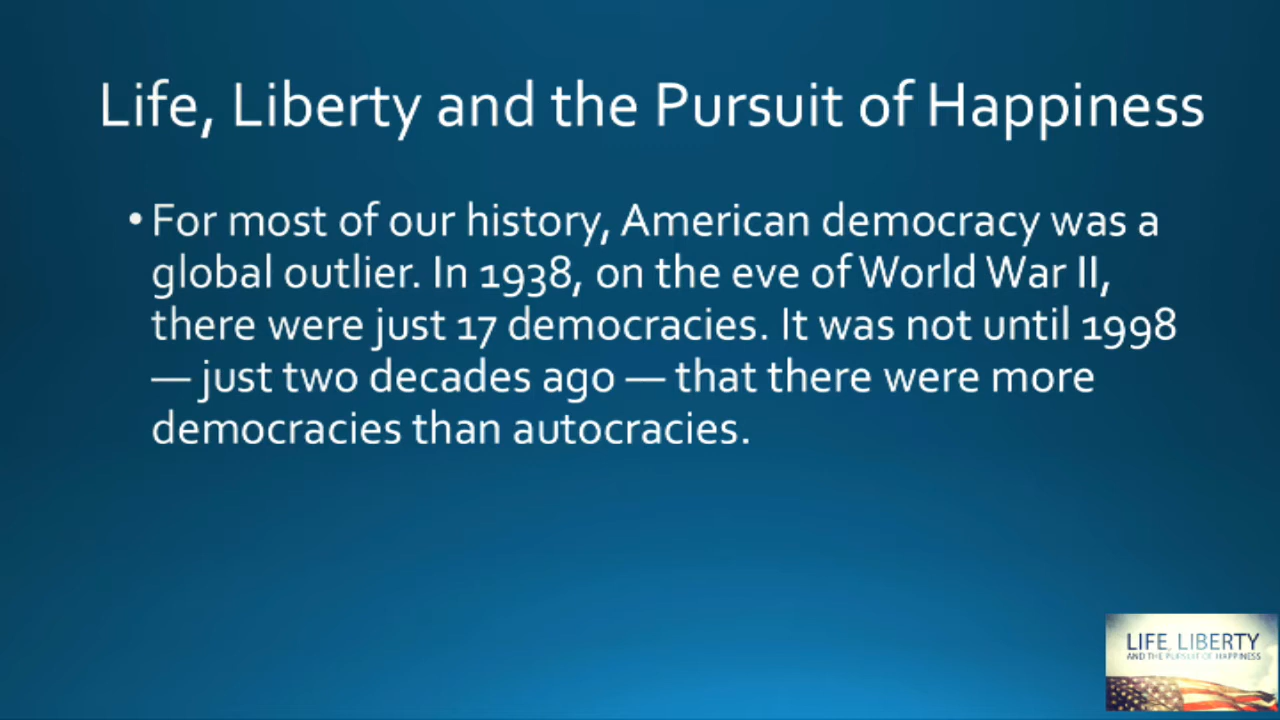 Life, Liberty and the Pursuit of Happiness
• For most of our history, American democracy was a
global outlier. In 1938, on the eve of World War II,
there were just 17 democracies. It was not until 1998
— just two decades ago — that there were more
democracies than autocracies.
LIFE, LIBERTY
AND THE PURSUIT OF HAPPINESS